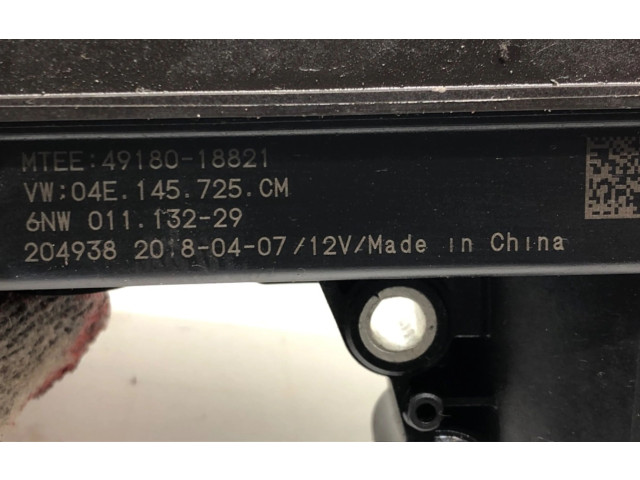 MTEE:49180-18821
VW:04E.145.725.CM
6NW 011.132-29
204938 2018-04-07/12V/Made in China